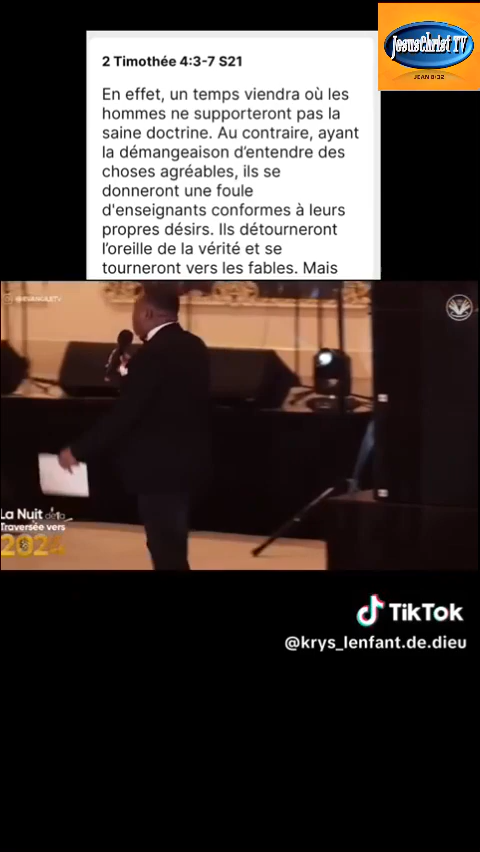 JesusChrist TV
JEAN 8:32
2 Timothée 4:3-7 S21
En effet, un temps viendra où les
hommes ne supporteront pas la
saine doctrine. Au contraire, ayant
la démangeaison d’entendre des
choses agréables, ils se
donneront une foule
d'enseignants conformes à leurs
propres désirs. Ils détourneront
l’oreille de la vérité et se
tourneront vers les fables. Mais
La Nuit de la
Traversée vers
2024
TikTok
@krys_lenfant.de.dieu